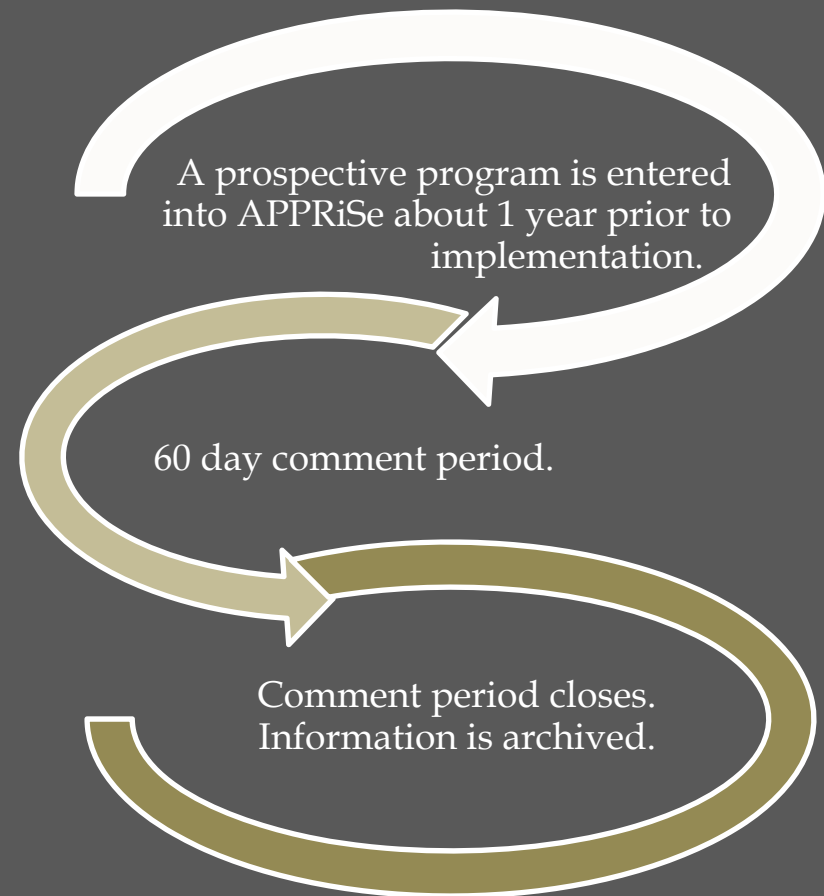 A prospective program is entered
into APPRiSe about 1 year prior to
implementation.
60 day comment period.
Comment period closes.
Information is archived.